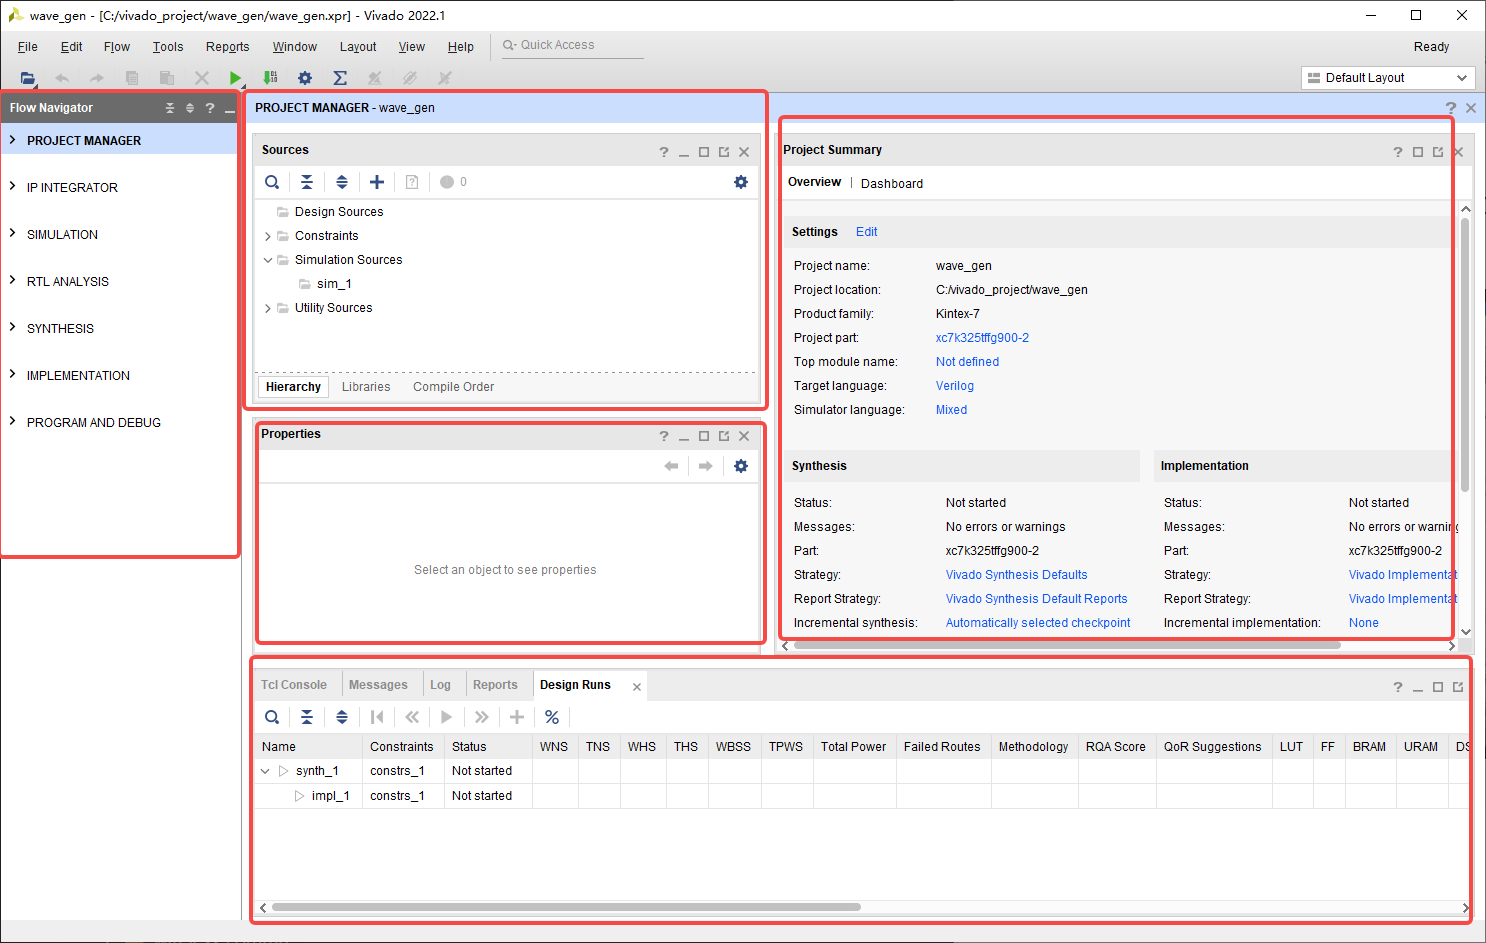 wave_gen - [C:/vivado_project/wave_gen/wave_gen.xpr] - Vivado 2022.1
File Edit Flow Tools Reports Window Layout View Help Quick Access Ready
Default Layout
Flow Navigator
PROJECT MANAGER
IP INTEGRATOR
SIMULATION
RTL ANALYSIS
SYNTHESIS
IMPLEMENTATION
PROGRAM AND DEBUG
PROJECT MANAGER - wave_gen
Sources
0
Design Sources
Constraints
Simulation Sources
sim_1
Utility Sources
Hierarchy Libraries Compile Order
Properties
Select an object to see properties
Project Summary
Overview | Dashboard
Settings Edit
Project name: wave_gen
Project location: C:/vivado_project/wave_gen
Product family: Kintex-7
Project part: xc7k325tffg900-2
Top module name: Not defined
Target language: Verilog
Simulator language: Mixed
Synthesis
Status: Not started
Messages: No errors or warnings
Part: xc7k325tffg900-2
Strategy: Vivado Synthesis Defaults
Report Strategy: Vivado Synthesis Default Reports
Incremental synthesis: Automatically selected checkpoint
Implementation
Status: Not started
Messages: No errors or warning
Part: xc7k325tffg900-2
Strategy: Vivado Implementat
Report Strategy: Vivado Implementat
Incremental implementation: None
Tcl Console Messages Log Reports Design Runs
Name Constraints Status WNS TNS WHS THS WBSS TPWS Total Power Failed Routes Methodology RQA Score QoR Suggestions LUT FF BRAM URAM DS
synth_1 constrs_1 Not started
impl_1 constrs_1 Not started